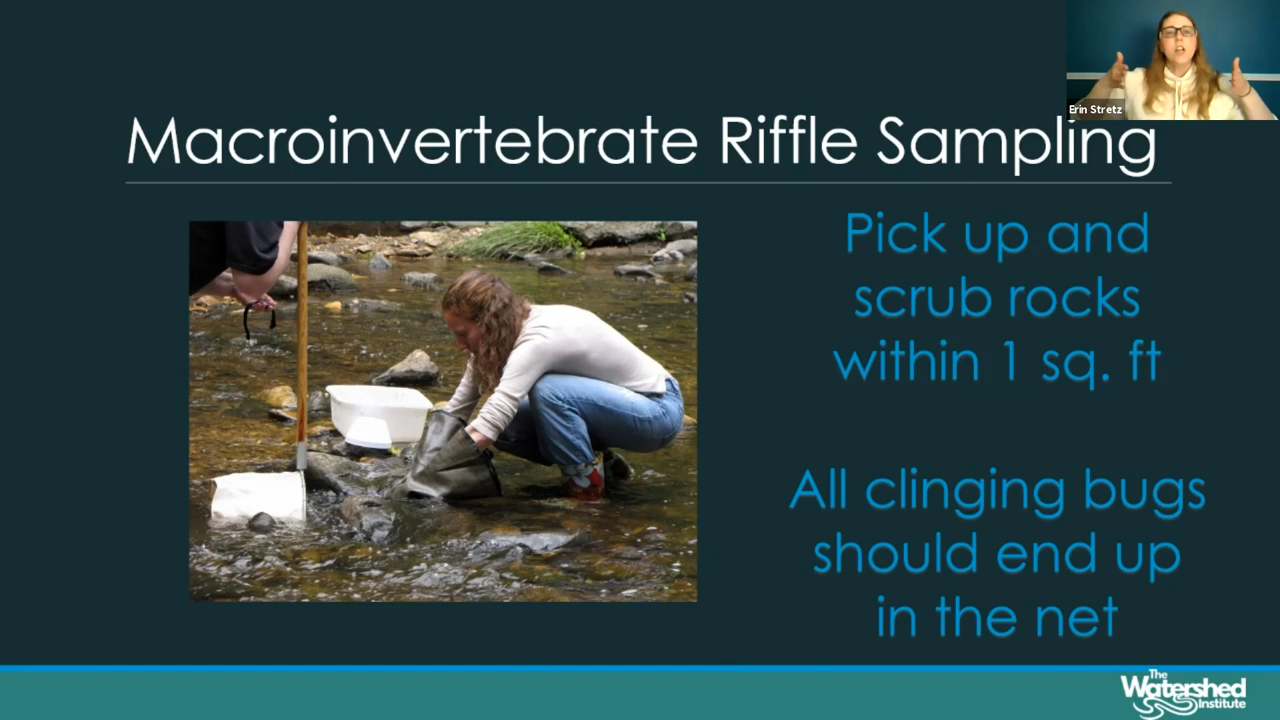 Erin Stretz
Macroinvertebrate Riffle Sampling
Pick up and
scrub rocks
within 1 sq. ft
All clinging bugs
should end up
in the net
The
Watershed
Institute